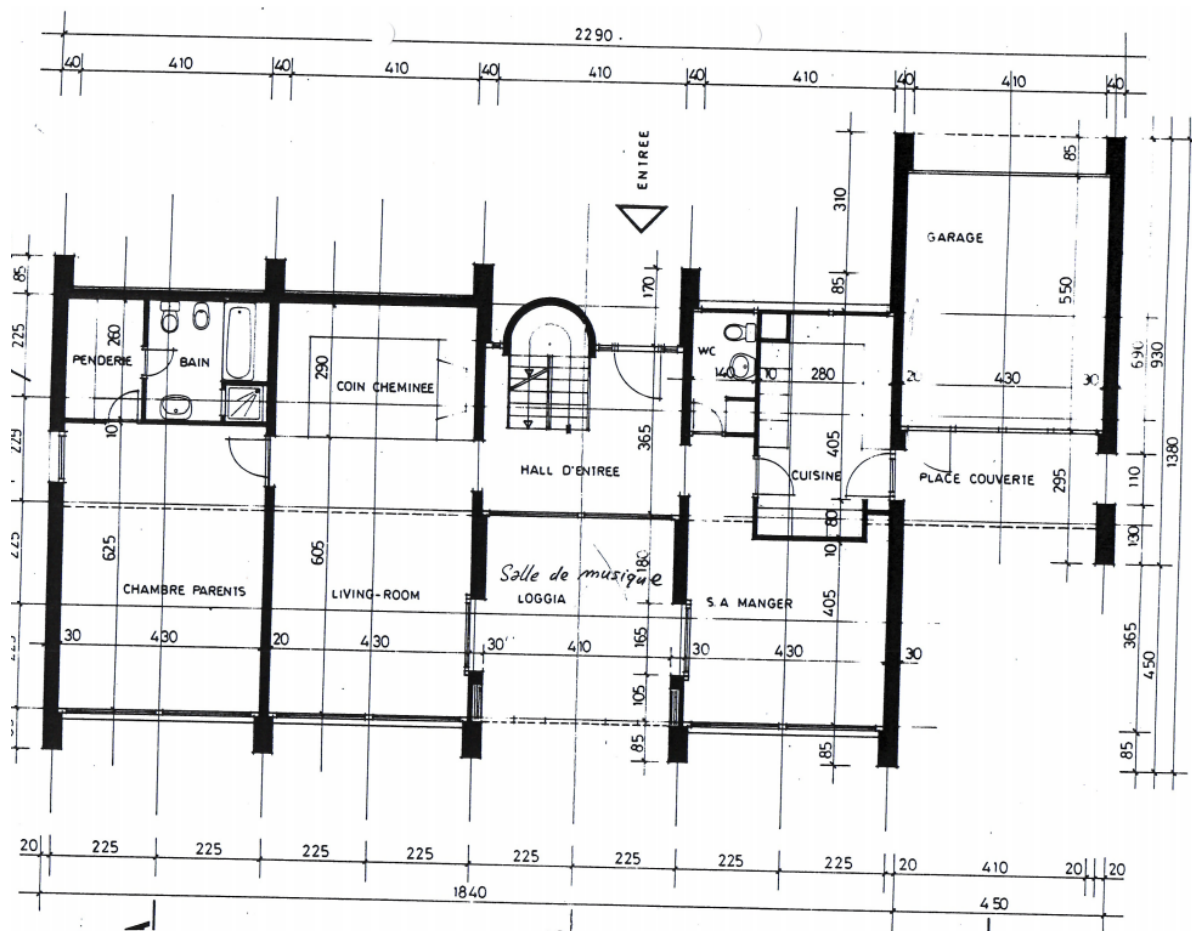 2290.
40 410 40 410 40 410 40 410 40 410 40
ENTREE
85
310
GARAGE
85
170
85
550
690
930
1380
225
260
PENDERIE
BAIN
290
COIN CHEMINÉE
WC
140 10 280
20 430 30
10
225
365
405
HALL D'ENTREE
CUISINE
PLACE COUVERTE
295
110
225
625
605
80
10
130
180
Salle de musique
CHAMBRE PARENTS
LIVING-ROOM
LOGGIA
S. A MANGER
405
30 430 20 430 30 410 30 430 30
165
365
450
105
85
85
85
20 225 225 225 225 225 225 225 225 20 410 20 20
1840
450